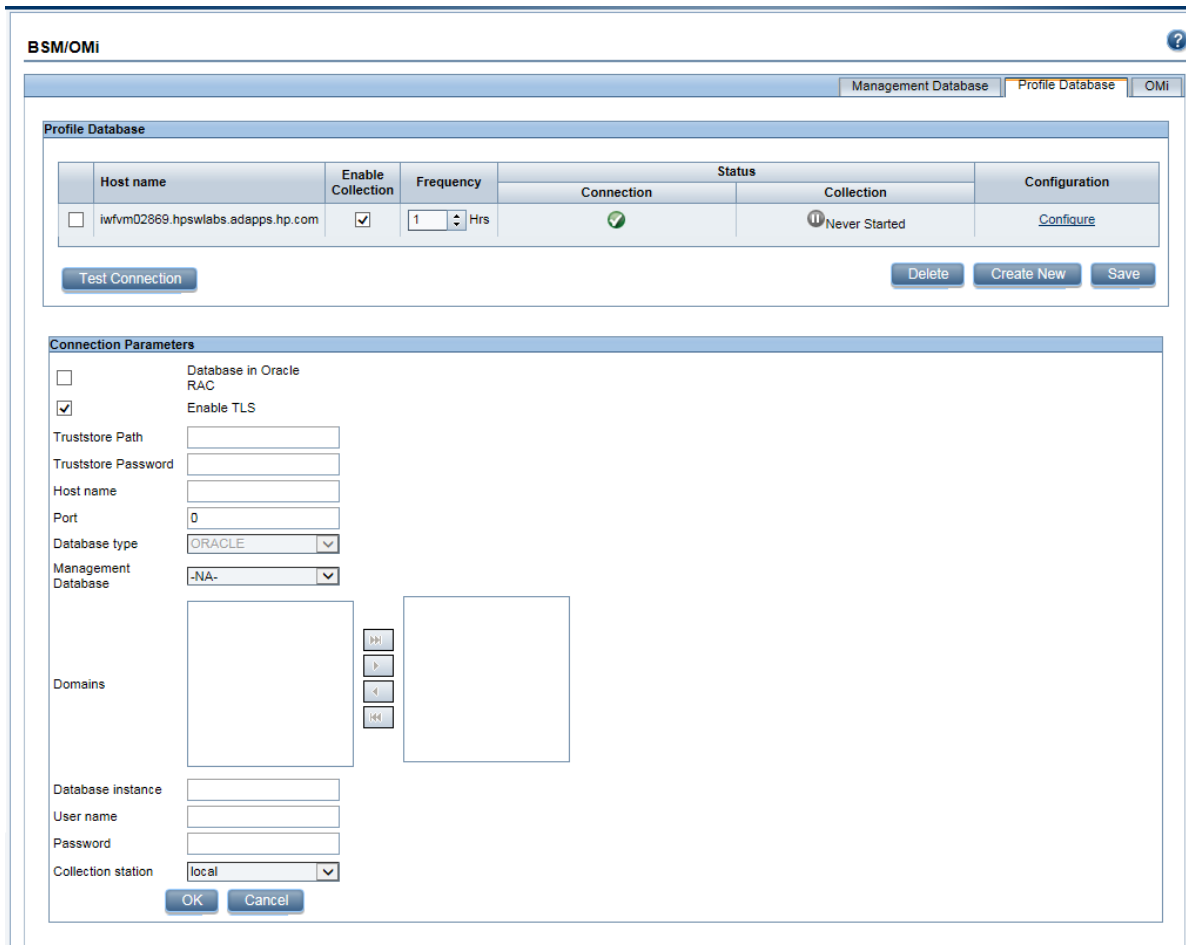 BSM/OMi
?
Management Database
Profile Database
OMi
Profile Database
Host name
Enable
Collection
Frequency
Status
Connection
Collection
Configuration
iwfvm02869.hpswlabs.adapps.hp.com
1
Hrs
Never Started
Configure
Test Connection
Delete
Create New
Save
Connection Parameters
Database in Oracle
RAC
Enable TLS
Truststore Path
Truststore Password
Host name
Port
0
Database type
ORACLE
Management
Database
-NA-
Domains
Database instance
User name
Password
Collection station
local
OK
Cancel